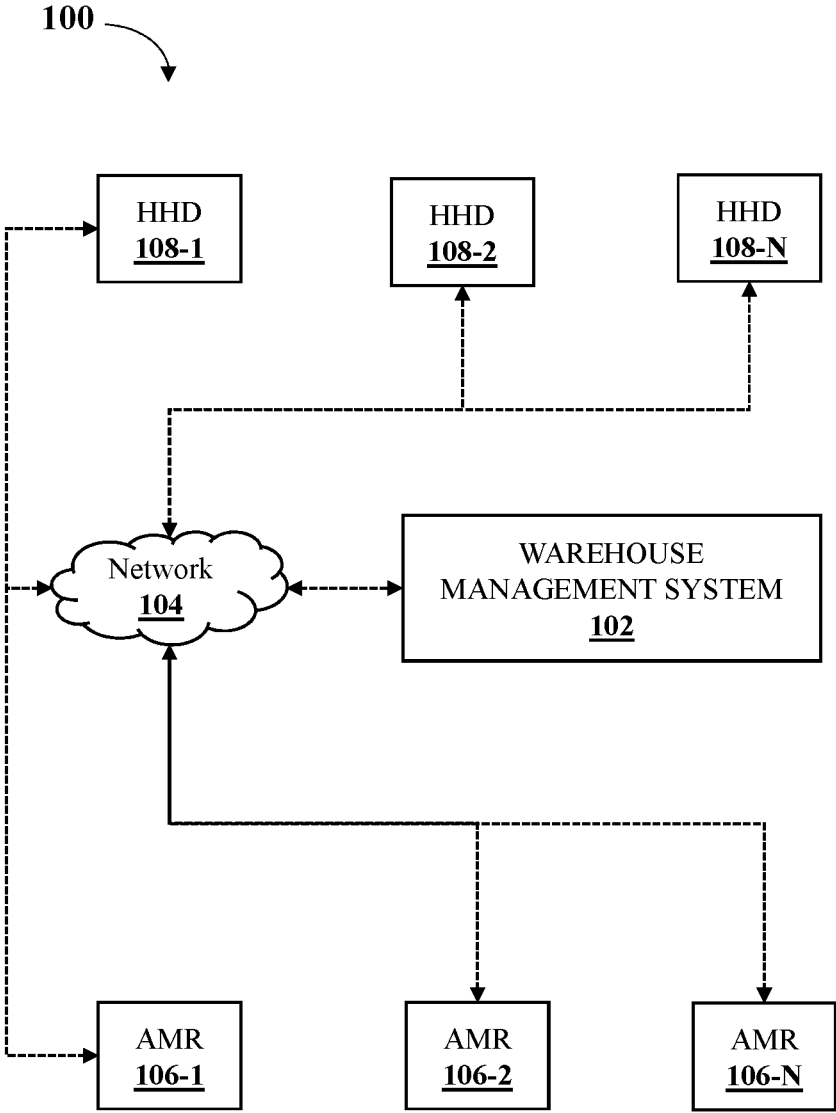 100
HHD
108-1
HHD
108-2
HHD
108-N
Network
104
WAREHOUSE
MANAGEMENT SYSTEM
102
AMR
106-1
AMR
106-2
AMR
106-N